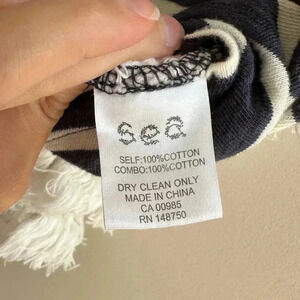 sea
SELF:100%COTTON
COMBO:100%COTTON
DRY CLEAN ONLY
MADE IN CHINA
CA 00985
RN 148750